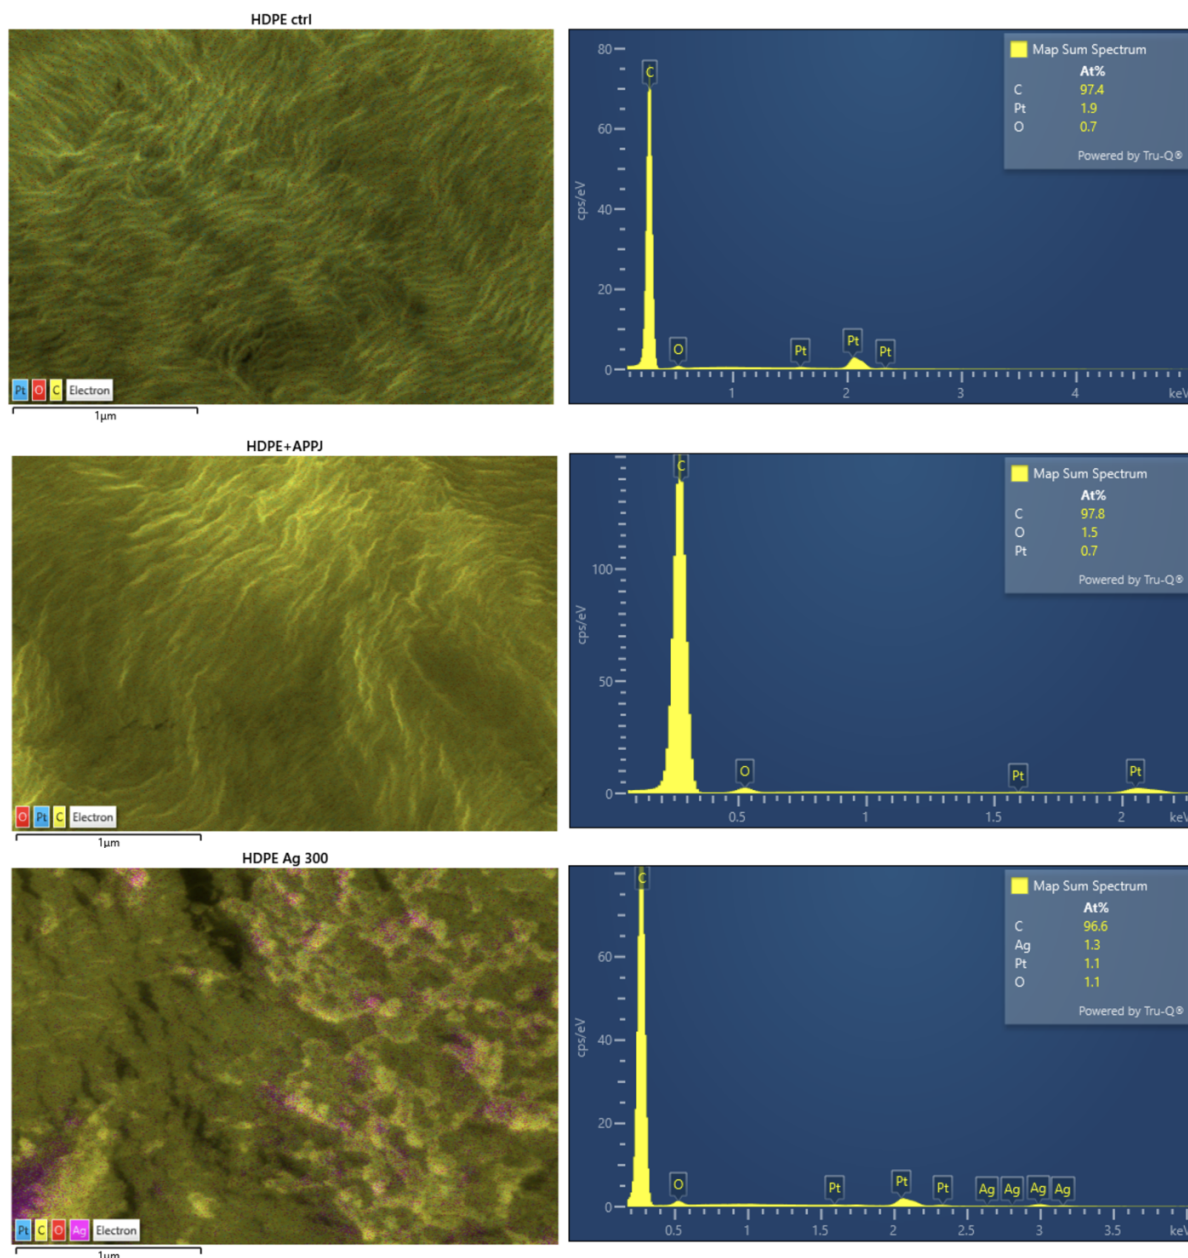 HDPE ctrl
Pt O C Electron
1µm
80
60
40
20
0
cps/eV
C
O
Pt
Pt
Pt
1 2 3 4 keV
Map Sum Spectrum
At%
C 97.4
Pt 1.9
O 0.7
Powered by Tru-Q®
HDPE+APPJ
O Pt C Electron
1µm
100
50
0
cps/eV
C
O
Pt
Pt
0.5 1 1.5 2 keV
Map Sum Spectrum
At%
C 97.8
O 1.5
Pt 0.7
Powered by Tru-Q®
HDPE Ag 300
Pt C O Ag Electron
1µm
60
40
20
0
cps/eV
C
O
Pt
Pt
Pt
Ag
Ag
Ag
Ag
0.5 1 1.5 2 2.5 3 3.5 keV
Map Sum Spectrum
At%
C 96.6
Ag 1.3
Pt 1.1
O 1.1
Powered by Tru-Q®